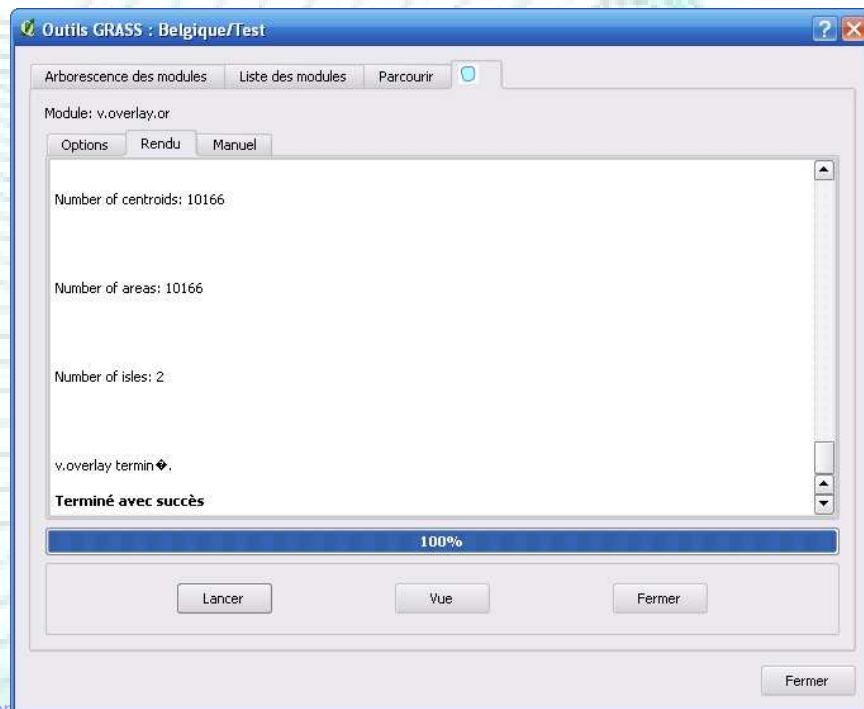 Outils GRASS : Belgique/Test
Arborescence des modules
Liste des modules
Parcourir
Module: v.overlay.or
Options
Rendu
Manuel
Number of centroids: 10166
Number of areas: 10166
Number of isles: 2
v.overlay termin�.
Terminé avec succès
100%
Lancer
Vue
Fermer
Fermer